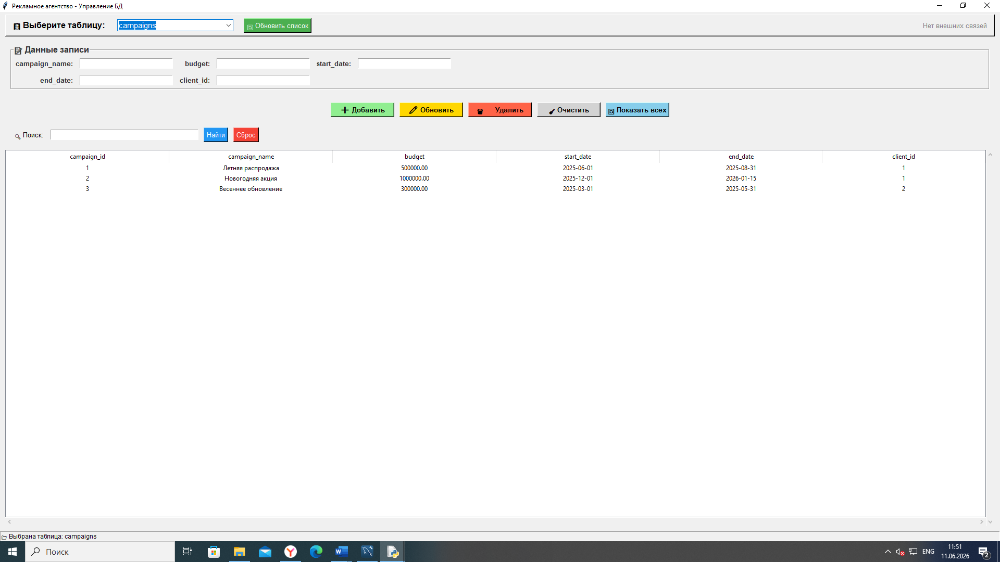 Рекламное агентство - Управление БД
Выберите таблицу: campaigns Обновить список Нет внешних связей
Данные записи
campaign_name: budget: start_date:
end_date: client_id:
Добавить Обновить Удалить Очистить Показать всех
Поиск: Найти Сброс
campaign_id campaign_name budget start_date end_date client_id
1 Летняя распродажа 500000.00 2025-06-01 2025-08-31 1
2 Новогодняя акция 1000000.00 2025-12-01 2026-01-15 1
3 Весеннее обновление 300000.00 2025-03-01 2025-05-31 2
Выбрана таблица: campaigns
Поиск ENG 11:51
11.06.2026 2